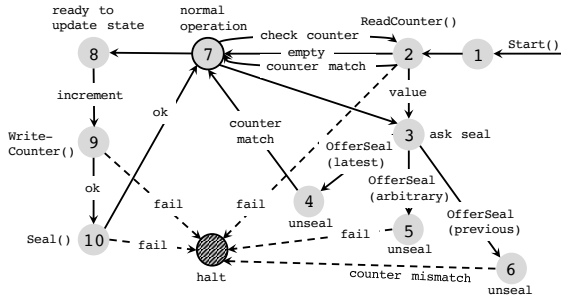 ready to
update state
normal
operation
check counter
ReadCounter()
8
7
empty
2
1
Start()
counter match
increment
value
ok
Write-
Counter()
9
counter
match
3
ask seal
OfferSeal
(latest)
OfferSeal
(arbitrary)
ok
fail
fail
4
unseal
OfferSeal
(previous)
Seal()
10
fail
fail
5
unseal
halt
counter mismatch
6
unseal